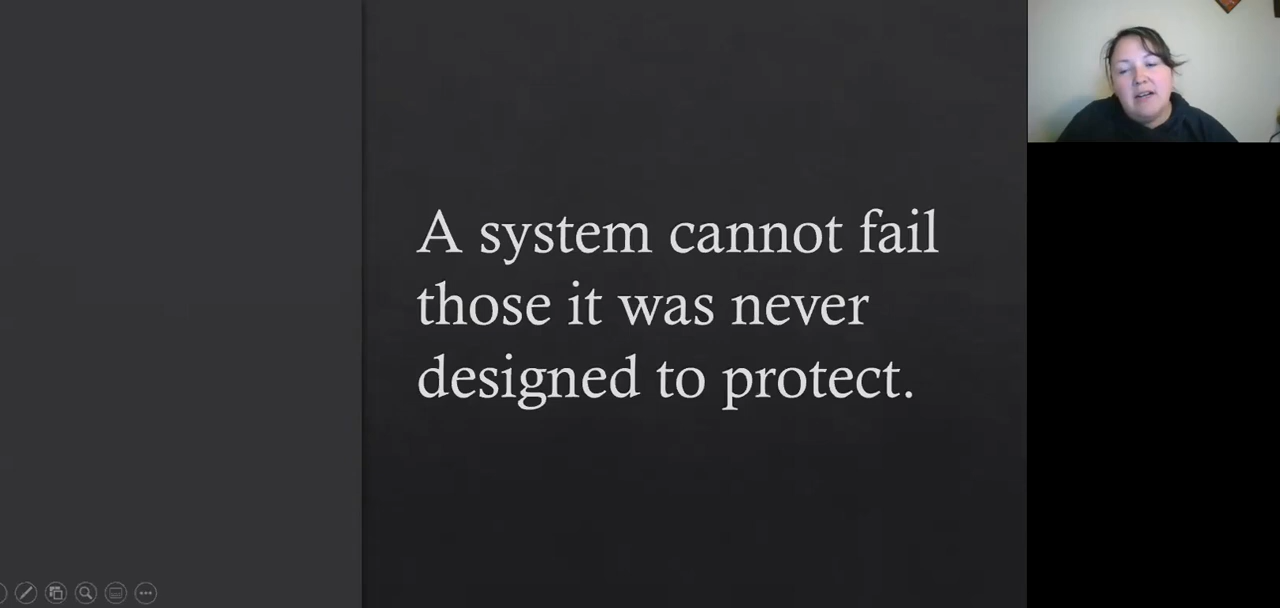 A system cannot fail
those it was never
designed to protect.